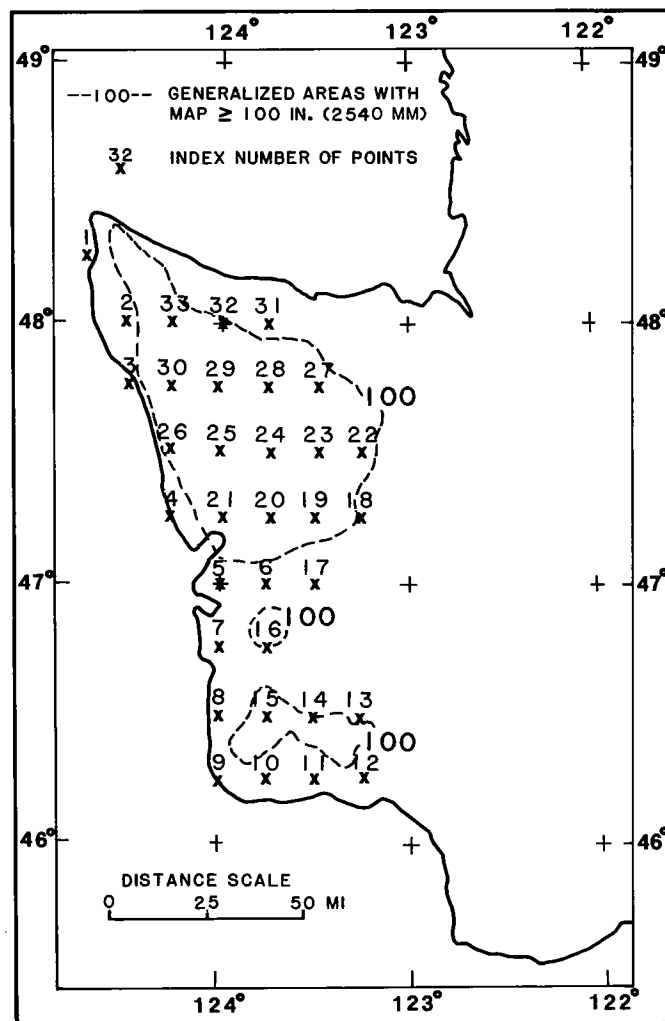 124° 123° 122°
49° 49°
--100-- GENERALIZED AREAS WITH
MAP ≥ 100 IN. (2540 MM)
32 INDEX NUMBER OF POINTS
1
2 33 32 31
48° 48°
3 30 29 28 27
100
26 25 24 23 22
4 21 20 19 18
47° 5 6 17 47°
100
7 16
8 15 14 13
100
9 10 11 12
46° 46°
DISTANCE SCALE
0 25 50 MI
124° 123° 122°